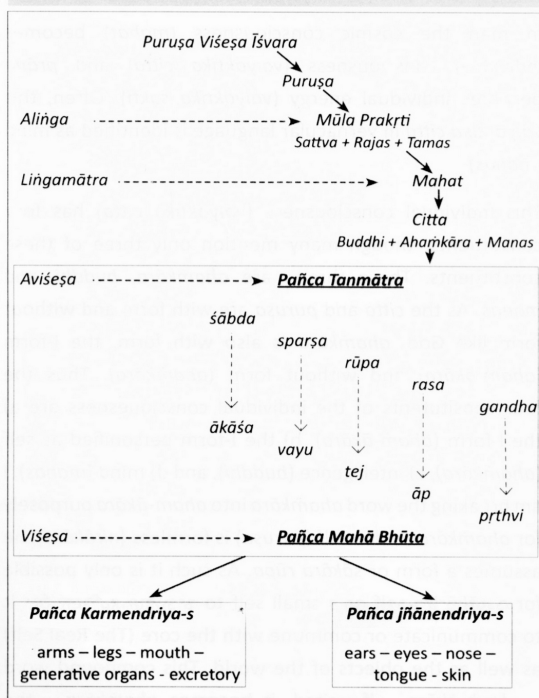 Puruṣa Viśeṣa Īsvara
Puruṣa
Aliṅga
Mūla Prakṛti
Sattva + Rajas + Tamas
Liṅgamātra
Mahat
Citta
Buddhi + Ahaṁkāra + Manas
Aviśeṣa
Pañca Tanmātra
śābda
sparṣa
rūpa
rasa
gandha
ākāśa
vayu
tej
āp
pṛthvi
Viśeṣa
Pañca Mahā Bhūta
Pañca Karmendriya-s
arms – legs – mouth –
generative organs - excretory
Pañca jñānendriya-s
ears – eyes – nose –
tongue - skin